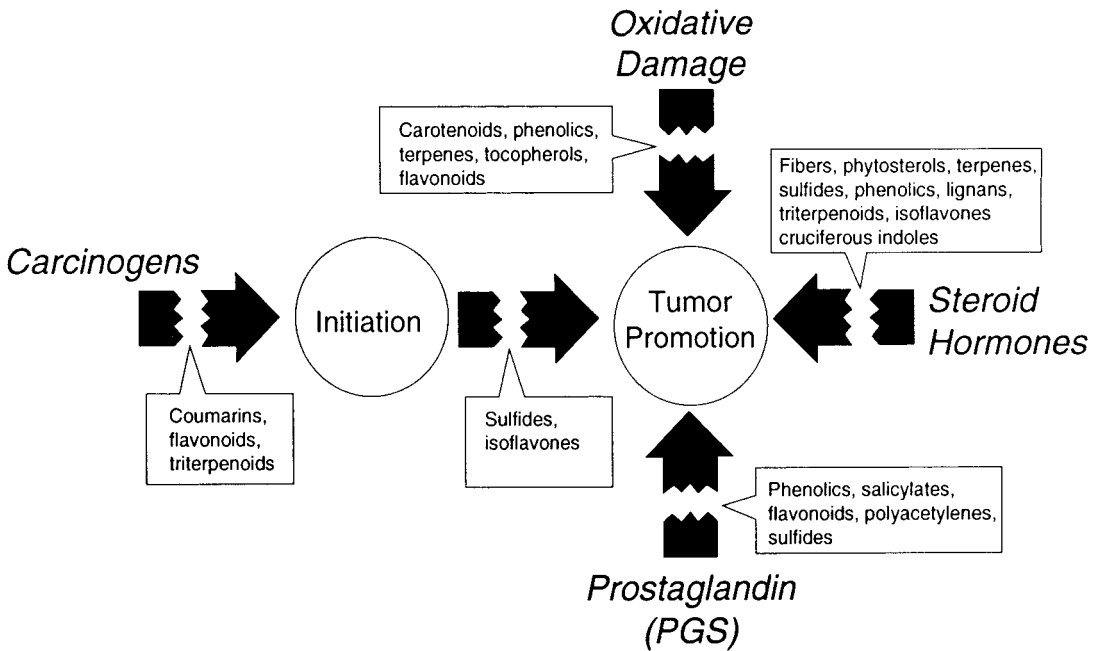 Oxidative
Damage
Carotenoids, phenolics,
terpenes, tocopherols,
flavonoids
Fibers, phytosterols, terpenes,
sulfides, phenolics, lignans,
triterpenoids, isoflavones
cruciferous indoles
Carcinogens
Initiation
Tumor
Promotion
Steroid
Hormones
Coumarins,
flavonoids,
triterpenoids
Sulfides,
isoflavones
Phenolics, salicylates,
flavonoids, polyacetylenes,
sulfides
Prostaglandin
(PGS)